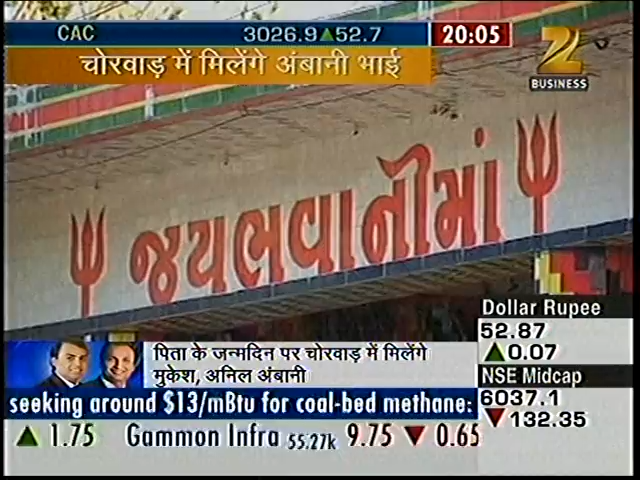 CAC 3026.9▲52.7 20:05
चोरवाड़ में मिलेंगे अंबानी भाई
Z
BUSINESS
જયભવાનીમાં
Dollar Rupee
52.87
▲0.07
NSE Midcap
6037.1
▼132.35
पिता के जन्मदिन पर चोरवाड़ में मिलेंगे
मुकेश, अनिल अंबानी
seeking around $13/mBtu for coal-bed methane:
▲ 1.75 Gammon Infra 55.27k 9.75 ▼ 0.65